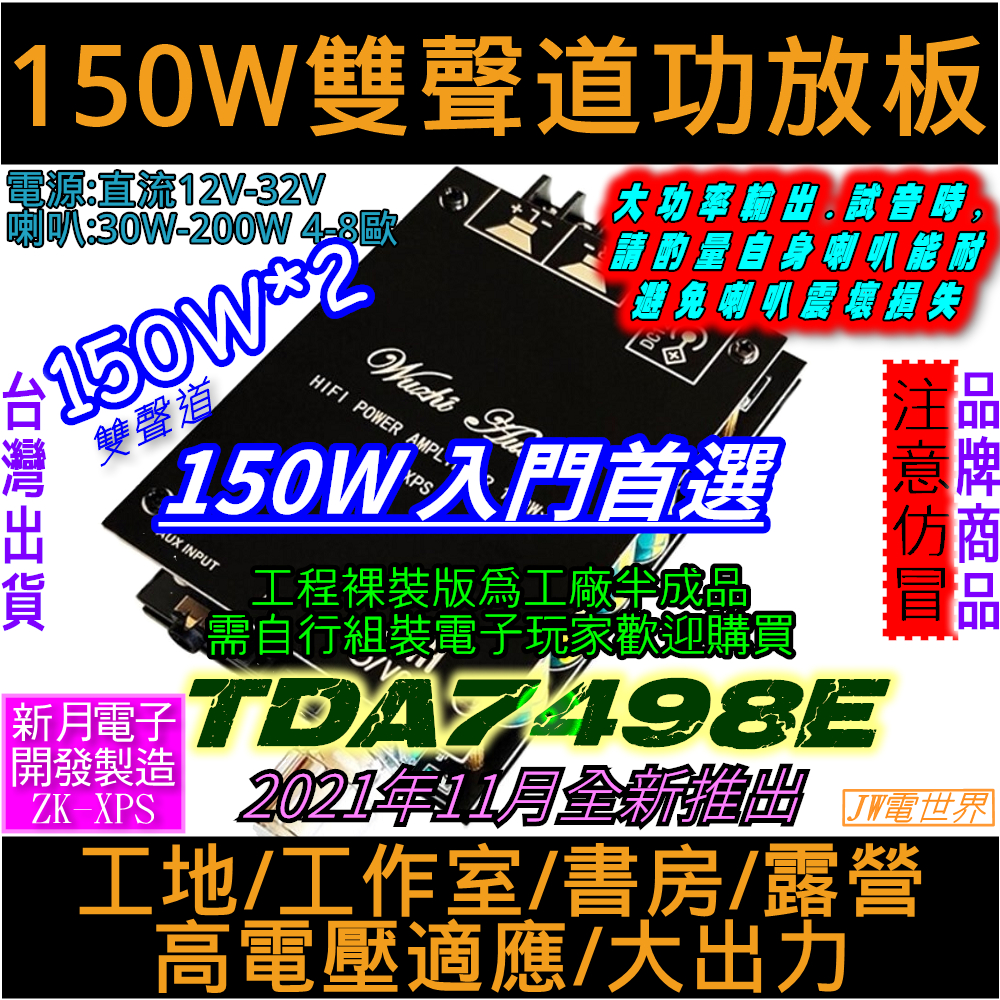 150W雙聲道功放板
電源:直流12V-32V
喇叭:30W-200W 4-8歐
大功率輸出.試音時,
請酌量自身喇叭能耐
避免喇叭震壞損失
150W*2
雙聲道
台灣出貨
注意仿冒
品牌商品
+ L -
DC1
Wuzhi Au
HIFI POWER AMPL
XPS
AUX INPUT
150W 入門首選
工程裸裝版為工廠半成品
需自行組裝電子玩家歡迎購買
TDA7498E
新月電子
開發製造
ZK-XPS
2021年11月全新推出
JW電世界
工地/工作室/書房/露營
高電壓適應/大出力